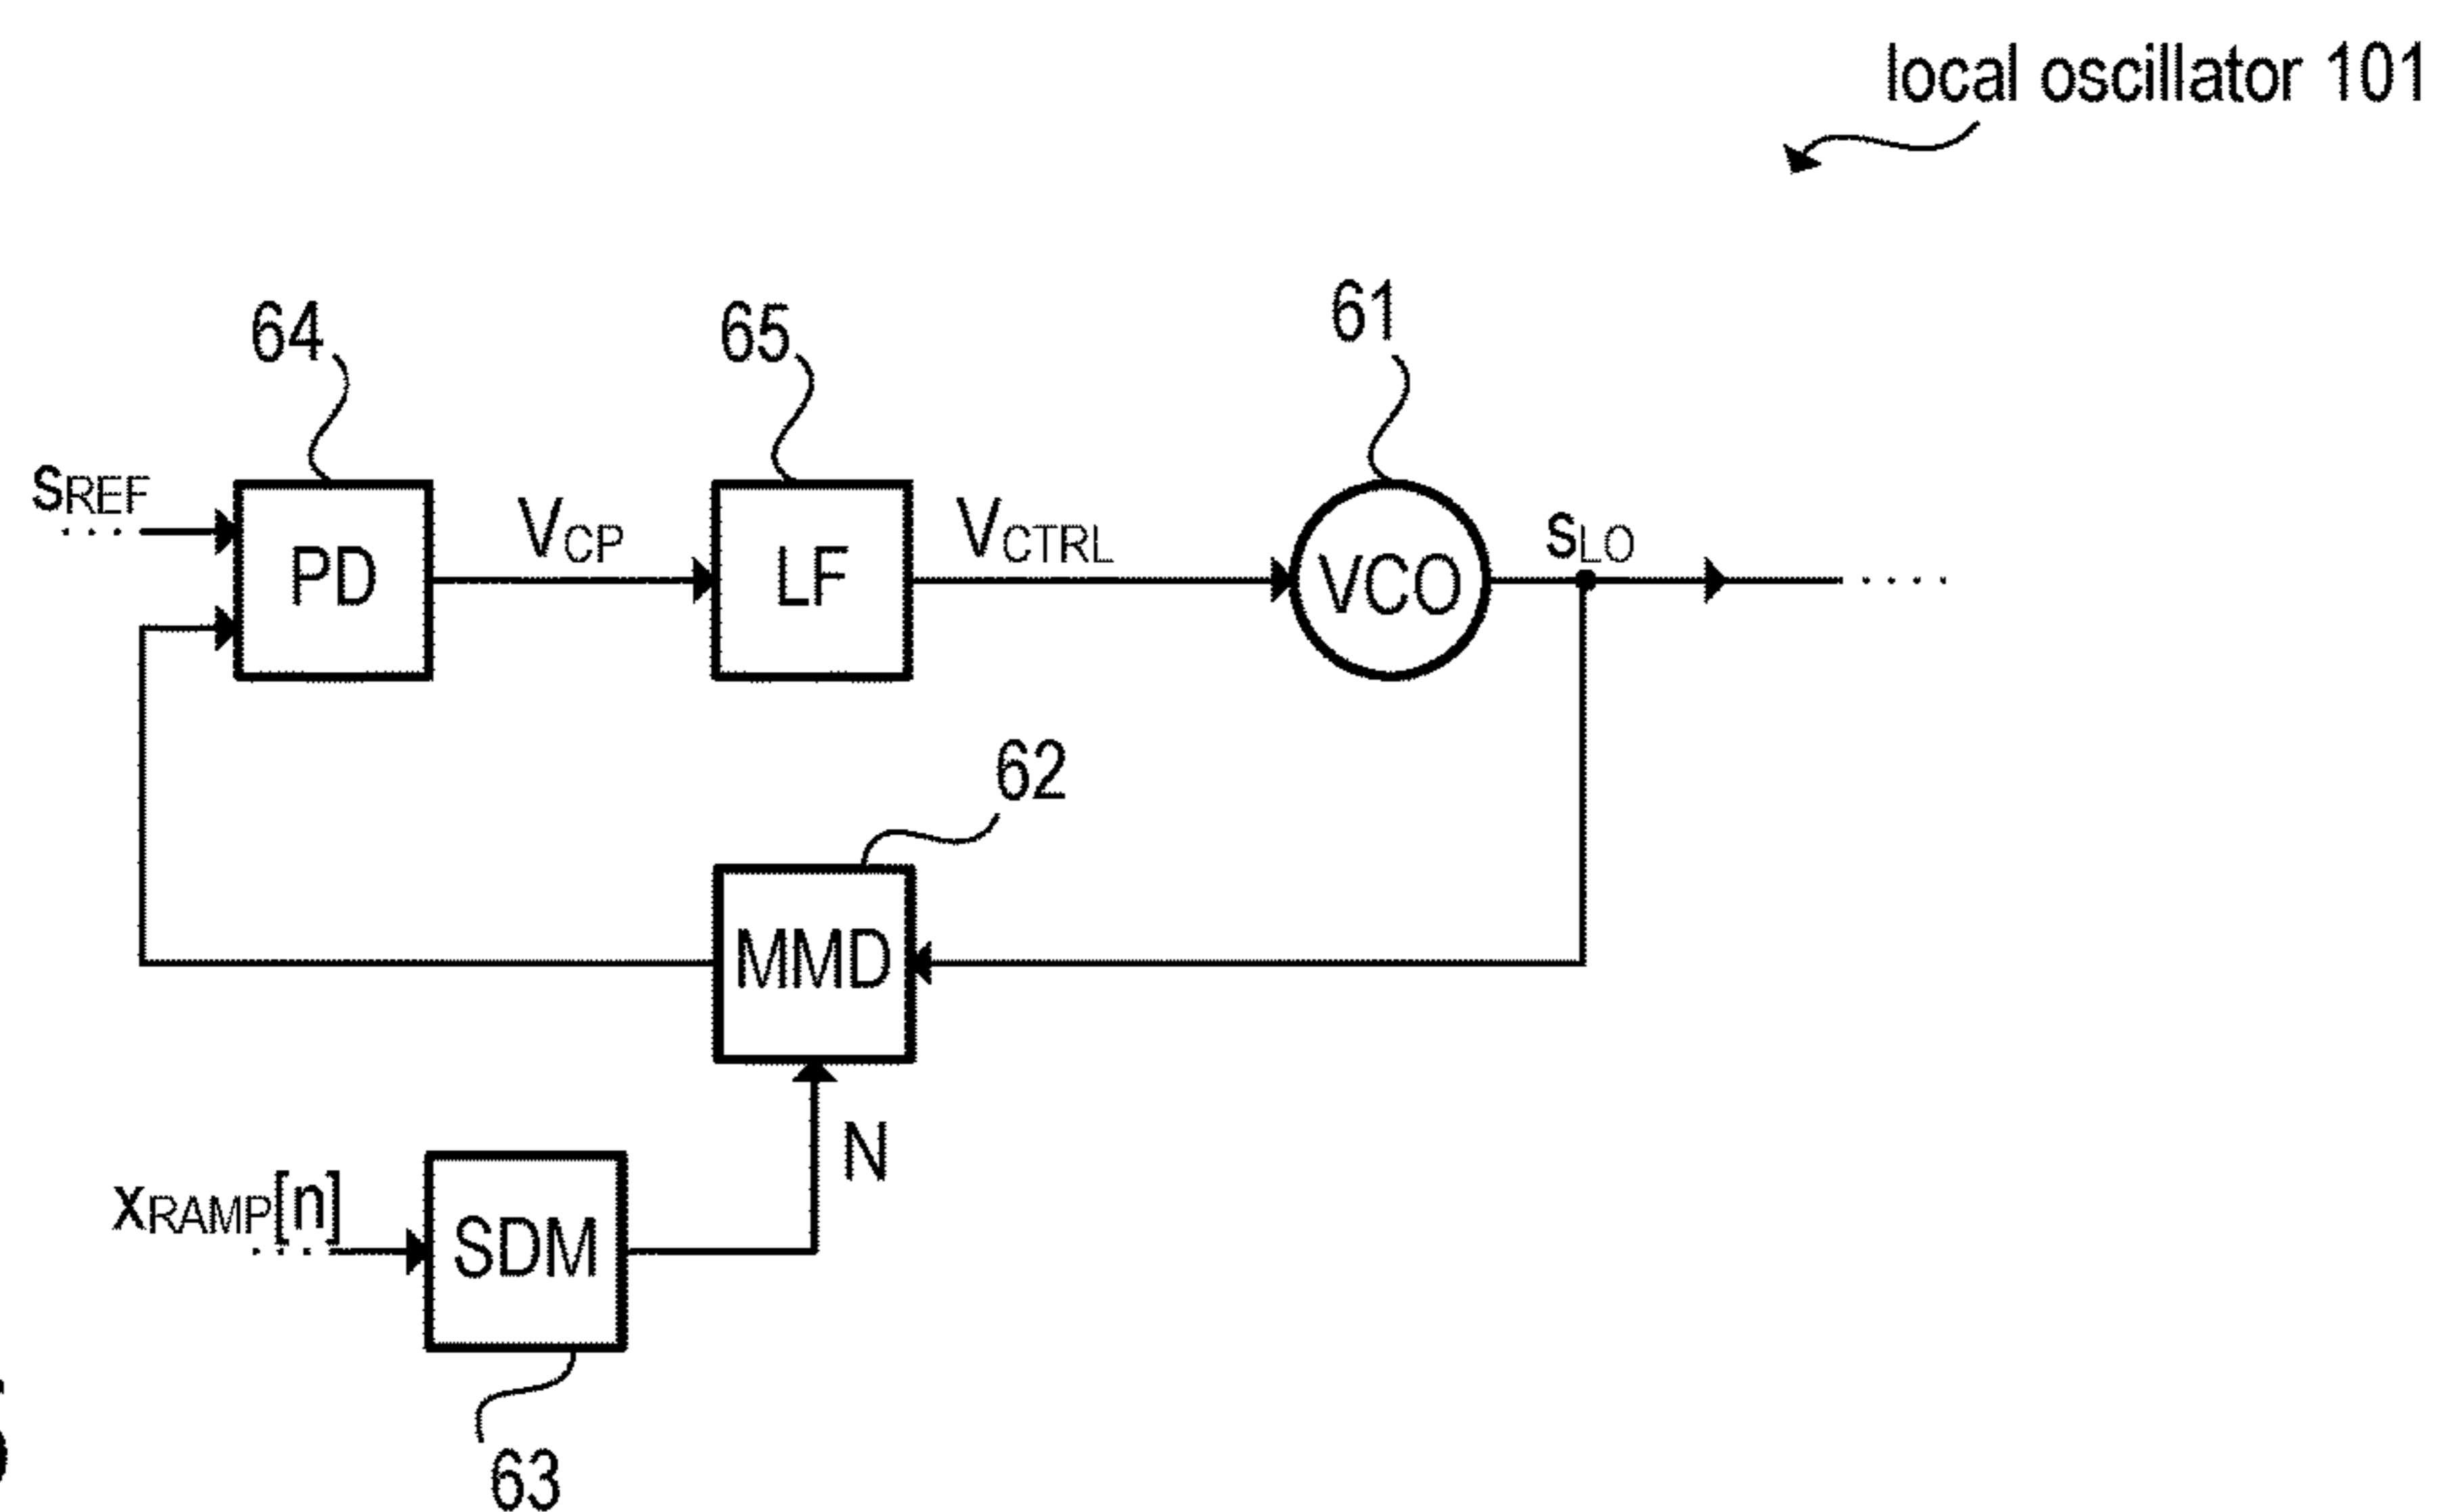 local oscillator 101
64
65
61
sREF
VCP
VCTRL
sLO
PD
LF
VCO
62
MMD
N
xRAMP[n]
SDM
63